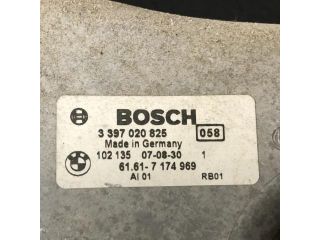 BOSCH
3 397 020 825 058
Made in Germany
102 135 07-08-30 1
61.61- 7 174 969
AI 01 RB01